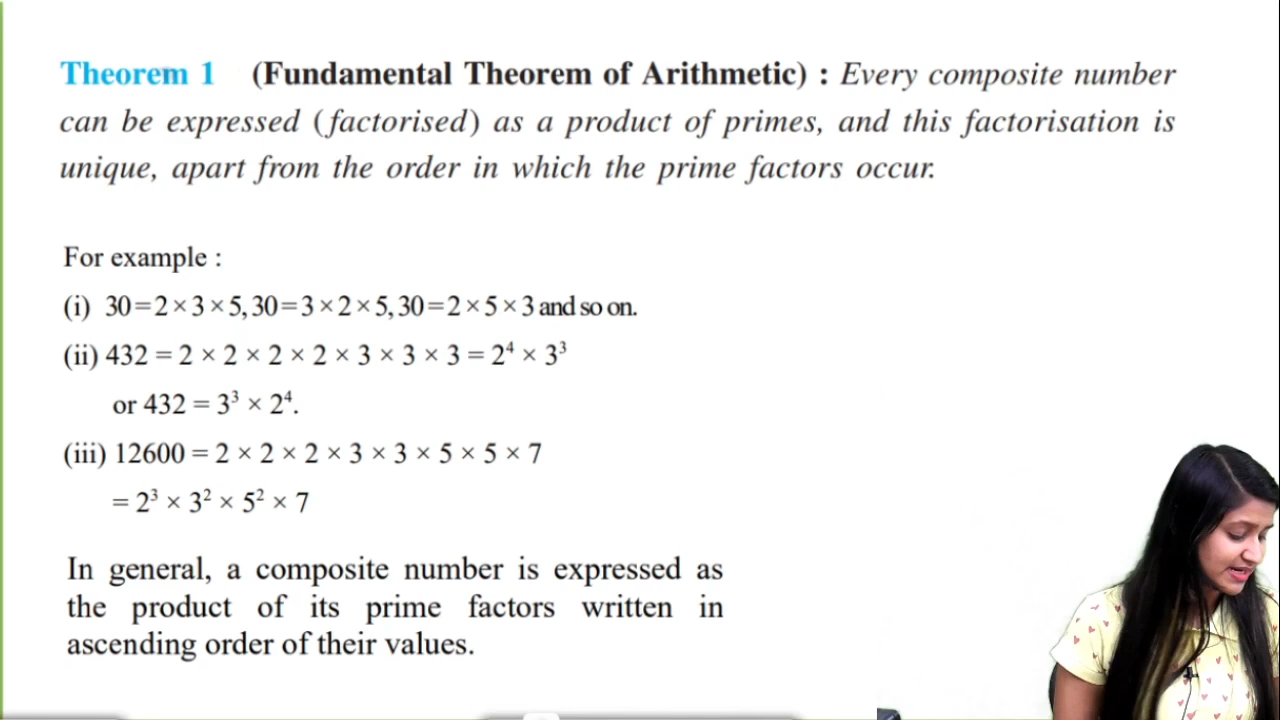 Theorem 1 (Fundamental Theorem of Arithmetic) : Every composite number
can be expressed (factorised) as a product of primes, and this factorisation is
unique, apart from the order in which the prime factors occur.
For example :
(i) 30=2×3×5,30=3×2×5,30=2×5×3 and so on.
(ii) 432 = 2 × 2 × 2 × 2 × 3 × 3 × 3 = 2⁴ × 3³
or 432 = 3³ × 2⁴.
(iii) 12600 = 2 × 2 × 2 × 3 × 3 × 5 × 5 × 7
= 2³ × 3² × 5² × 7
In general, a composite number is expressed as
the product of its prime factors written in
ascending order of their values.